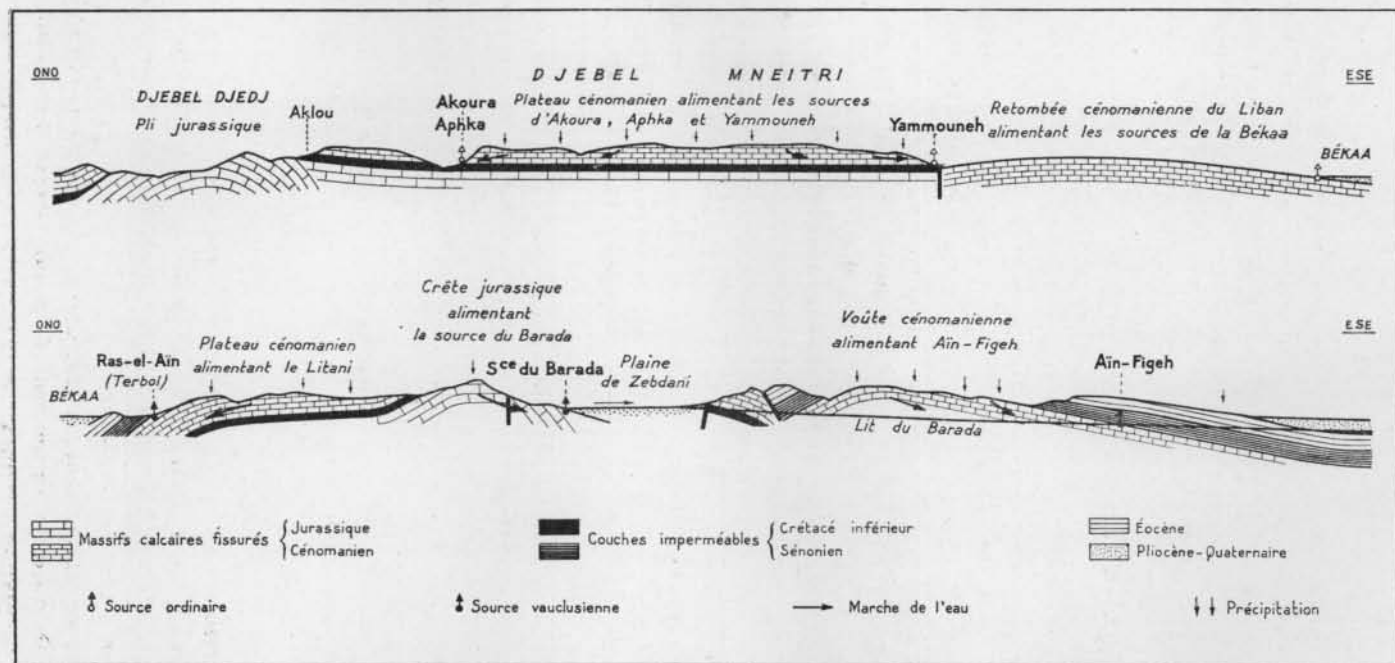 ONO
ESE
DJEBEL MNEITRI
Plateau cénomanien alimentant les sources
d'Akoura, Aphka et Yammouneh
DJEBEL DJEDJ
Pli jurassique
Aklou
Akoura
Aphka
Yammouneh
Retombée cénomanienne du Liban
alimentant les sources de la Békaa
BÉKAA
ONO
ESE
Crête jurassique
alimentant
la source du Barada
Voûte cénomanienne
alimentant Aïn-Figeh
BÉKAA
Ras-el-Aïn
(Terbol)
Plateau cénomanien
alimentant le Litani
Sce du Barada
Plaine
de Zebdani
Aïn-Figeh
Lit du Barada
Massifs calcaires fissurés
Jurassique
Cénomanien
Couches imperméables
Crétacé inférieur
Sénonien
Éocène
Pliocène-Quaternaire
Source ordinaire
Source vauclusienne
Marche de l'eau
Précipitation